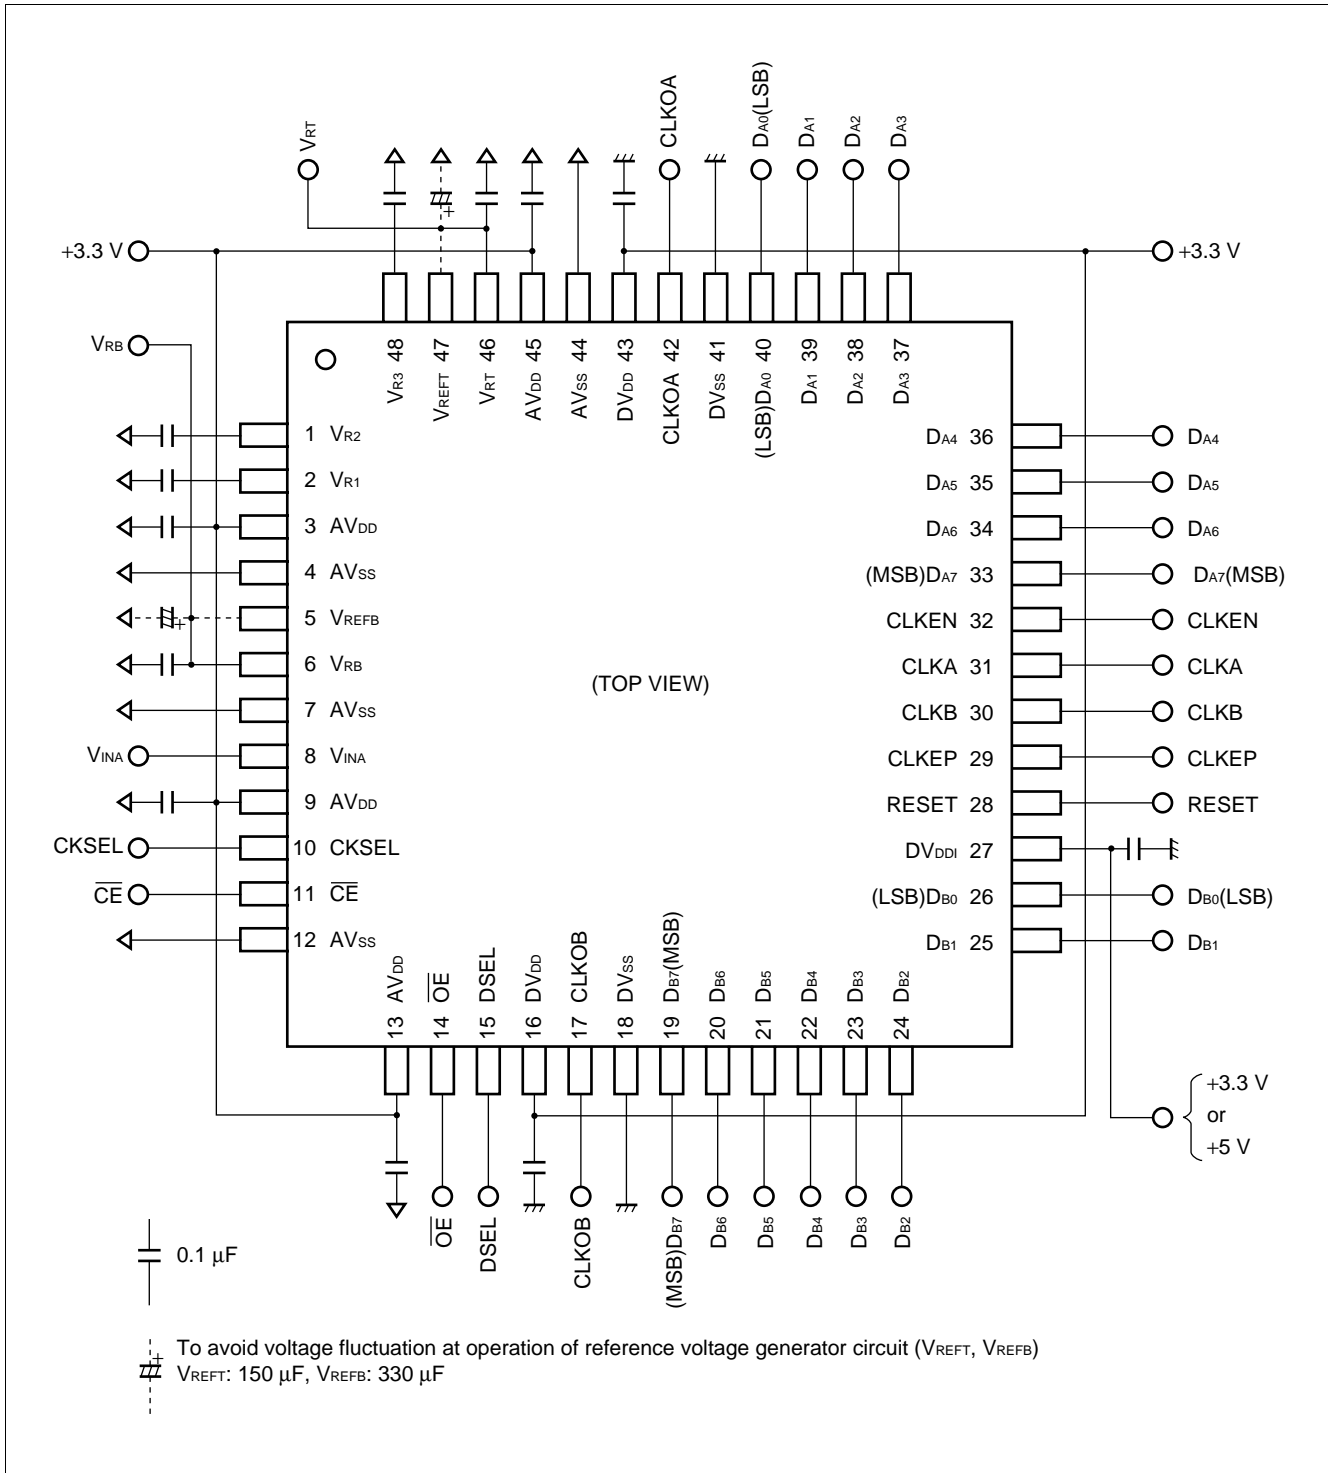 VRT
CLKOA
DA0(LSB)
DA1
DA2
DA3
+3.3 V
+3.3 V
VRB
48 VR3
47 VREFT
46 VRT
45 AVDD
44 AVSS
43 DVDD
42 CLKOA
41 DVSS
40 (LSB)DA0
39 DA1
38 DA2
37 DA3
1 VR2
2 VR1
3 AVDD
4 AVSS
5 VREFB
+
6 VRB
7 AVSS
VINA 8 VINA
9 AVDD
CKSEL 10 CKSEL
CE 11 CE
12 AVSS
+
(TOP VIEW)
DA4 36 DA4
DA5 35 DA5
DA6 34 DA6
(MSB)DA7 33 DA7(MSB)
CLKEN 32 CLKEN
CLKA 31 CLKA
CLKB 30 CLKB
CLKEP 29 CLKEP
RESET 28 RESET
DVDDI 27
(LSB)DB0 26 DB0(LSB)
DB1 25 DB1
13 AVDD
14 OE
15 DSEL
16 DVDD
17 CLKOB
18 DVSS
19 DB7(MSB)
20 DB6
21 DB5
22 DB4
23 DB3
24 DB2
+3.3 V
or
+5 V
OE
DSEL
CLKOB
(MSB)DB7
DB6
DB5
DB4
DB3
DB2
0.1 μF
+
To avoid voltage fluctuation at operation of reference voltage generator circuit (VREFT, VREFB)
VREFT: 150 μF, VREFB: 330 μF